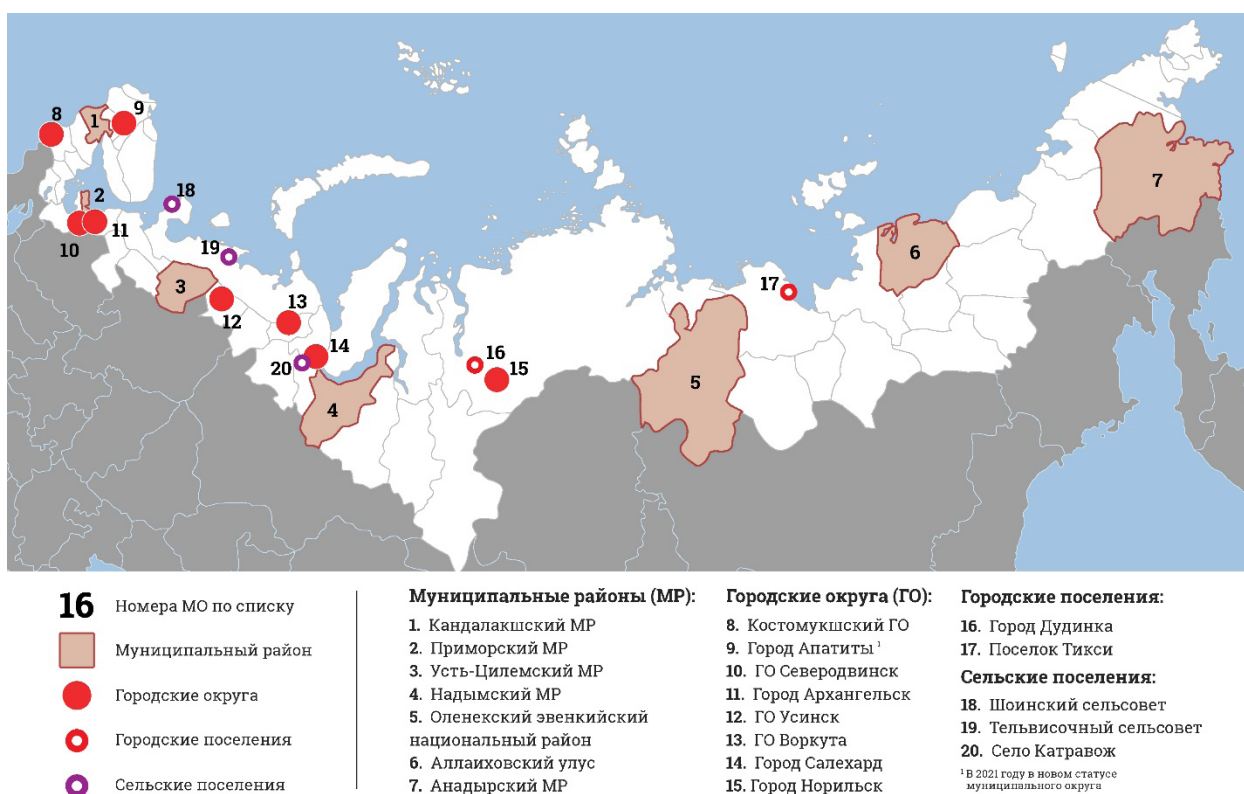 8
1
9
18
2
10
11
19
3
12
13
20
14
4
16
15
5
17
6
7
16 Номера МО по списку
Муниципальный район
Городские округа
Городские поселения
Сельские поселения
Муниципальные районы (МР):
1. Кандалакшский МР
2. Приморский МР
3. Усть-Цилемский МР
4. Надымский МР
5. Оленекский эвенкийский
национальный район
6. Аллаиховский улус
7. Анадырский МР
Городские округа (ГО):
8. Костомукшский ГО
9. Город Апатиты ¹
10. ГО Северодвинск
11. Город Архангельск
12. ГО Усинск
13. ГО Воркута
14. Город Салехард
15. Город Норильск
Городские поселения:
16. Город Дудинка
17. Поселок Тикси
Сельские поселения:
18. Шоинский сельсовет
19. Тельвисочный сельсовет
20. Село Катравож
¹ В 2021 году в новом статусе
муниципального округа